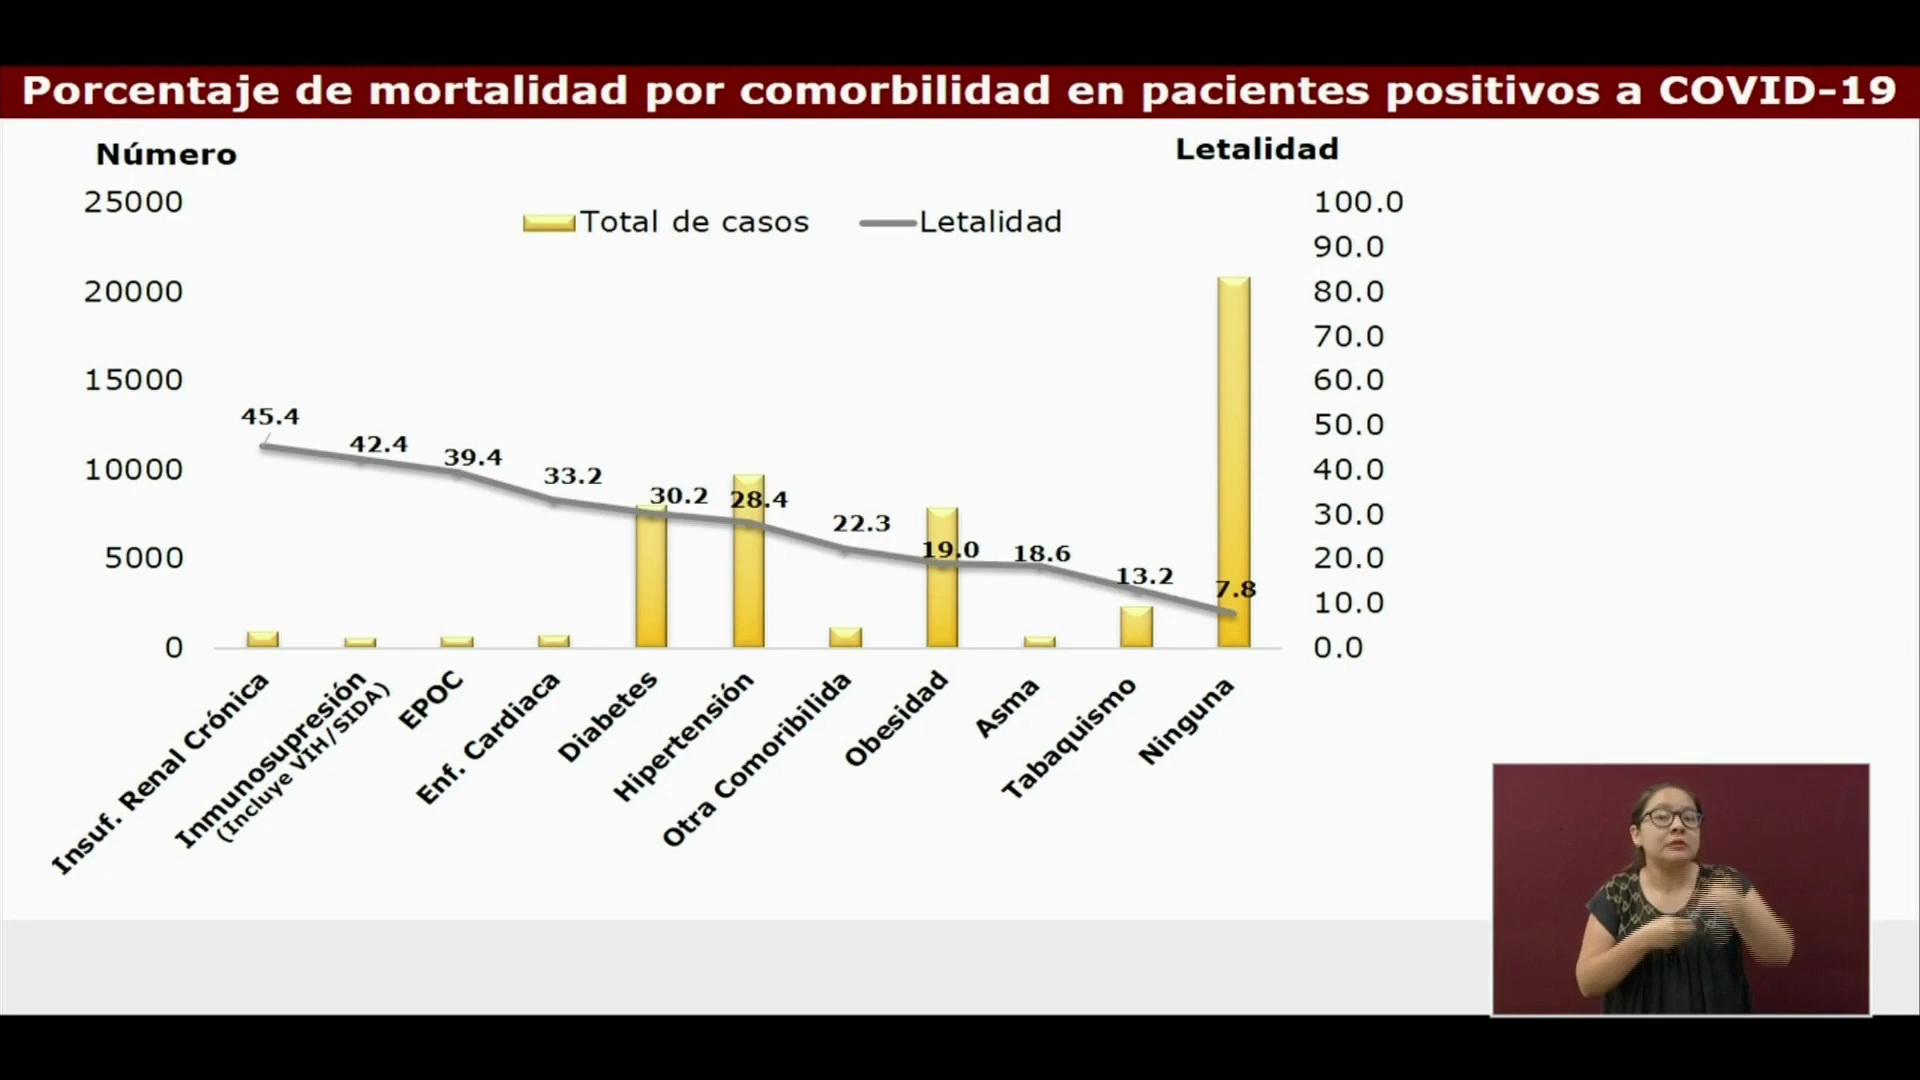 Porcentaje de mortalidad por comorbilidad en pacientes positivos a COVID-19
Número
Letalidad
25000
20000
15000
10000
5000
0
Total de casos
Letalidad
100.0
90.0
80.0
70.0
60.0
50.0
40.0
30.0
20.0
10.0
0.0
45.4
42.4
39.4
33.2
30.2
28.4
22.3
19.0
18.6
13.2
7.8
Insuf. Renal Crónica
Inmunosupresión
(Incluye VIH/SIDA)
EPOC
Enf. Cardiaca
Diabetes
Hipertensión
Otra Comoribilida
Obesidad
Asma
Tabaquismo
Ninguna